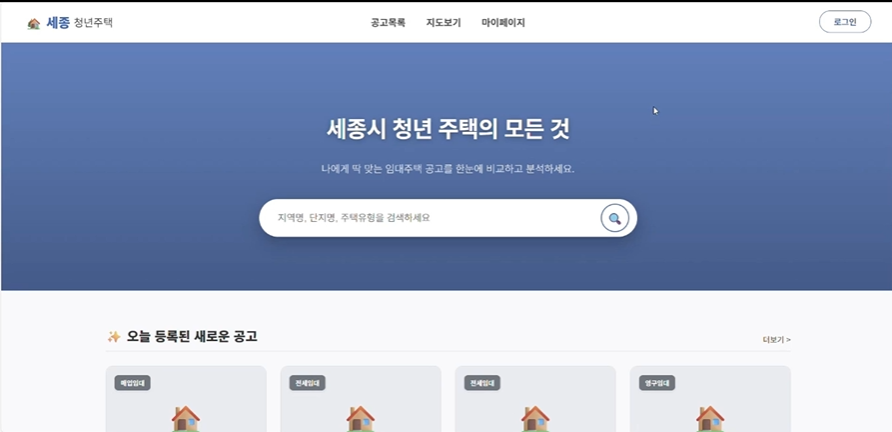 세종 청년주택
공고목록 지도보기 마이페이지
로그인
세종시 청년 주택의 모든 것
나에게 딱 맞는 임대주택 공고를 한눈에 비교하고 분석하세요.
지역명, 단지명, 주택유형을 검색하세요
오늘 등록된 새로운 공고
더보기 >
매입임대 전세임대 전세임대 영구임대